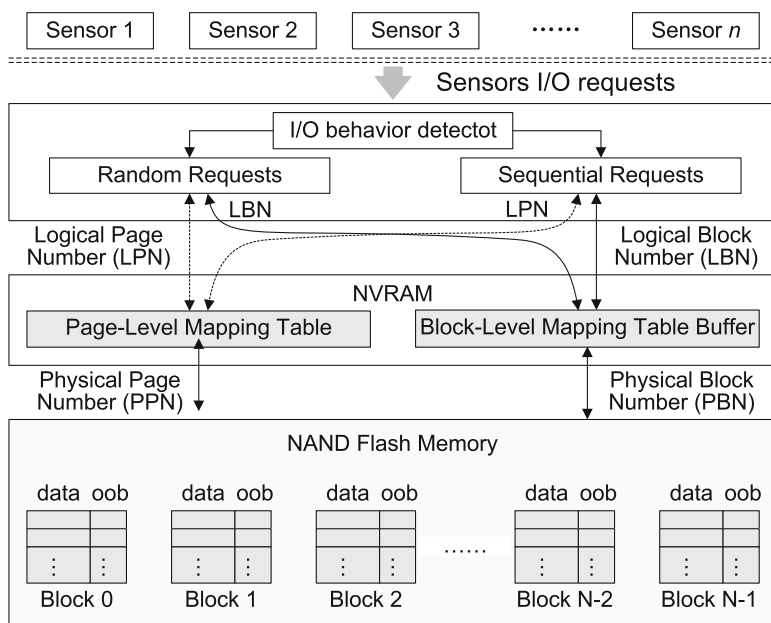 Sensor 1 Sensor 2 Sensor 3 ...... Sensor n
Sensors I/O requests
I/O behavior detectot
Random Requests Sequential Requests
LBN LPN
Logical Page Number (LPN)
Logical Block Number (LBN)
NVRAM
Page-Level Mapping Table Block-Level Mapping Table Buffer
Physical Page Number (PPN)
Physical Block Number (PBN)
NAND Flash Memory
data oob data oob data oob data oob data oob
⋮ ⋮ ⋮ ⋮ ⋮ ⋮ ...... ⋮ ⋮ ⋮ ⋮
Block 0 Block 1 Block 2 Block N-2 Block N-1